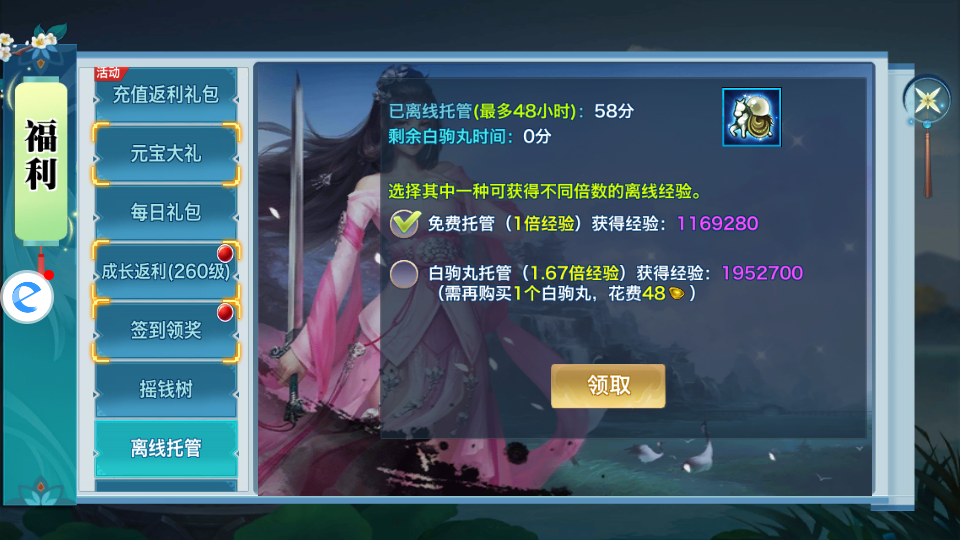 福利
活动
充值返利礼包
元宝大礼
每日礼包
成长返利(260级)
签到领奖
摇钱树
离线托管
已离线托管(最多48小时)：58分
剩余白驹丸时间：0分
选择其中一种可获得不同倍数的离线经验。
免费托管（1倍经验）获得经验：1169280
白驹丸托管（1.67倍经验）获得经验：1952700
（需再购买1个白驹丸，花费48）
领取